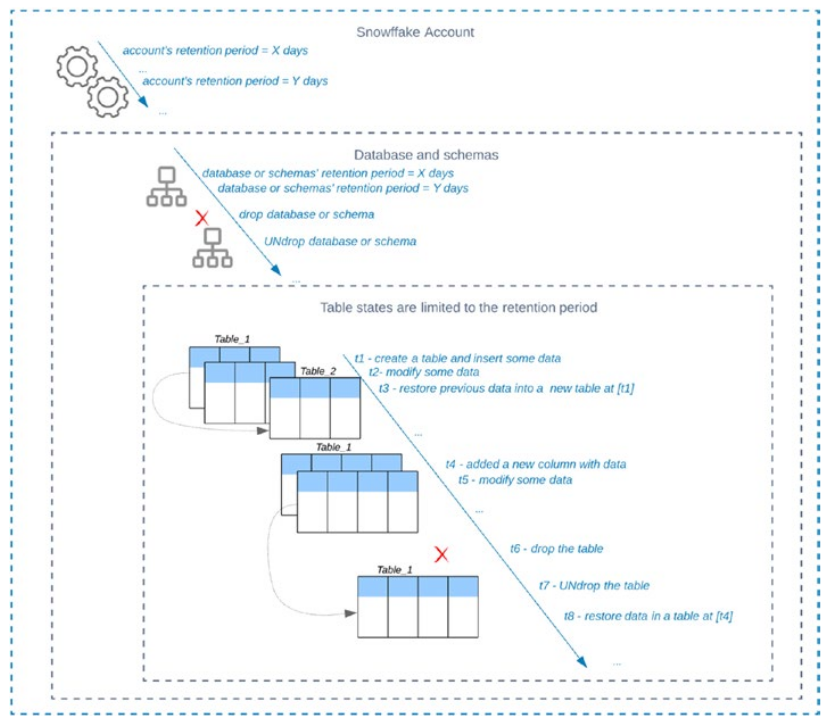 Snowffake Account
account's retention period = X days
...
account's retention period = Y days
...
Database and schemas
database or schemas' retention period = X days
database or schemas' retention period = Y days
drop database or schema
UNdrop database or schema
...
Table states are limited to the retention period
Table_1
t1 - create a table and insert some data
Table_2
t2- modify some data
t3 - restore previous data into a new table at [t1]
...
Table_1
t4 - added a new column with data
t5 - modify some data
...
t6 - drop the table
Table_1
t7 - UNdrop the table
t8 - restore data in a table at [t4]
...